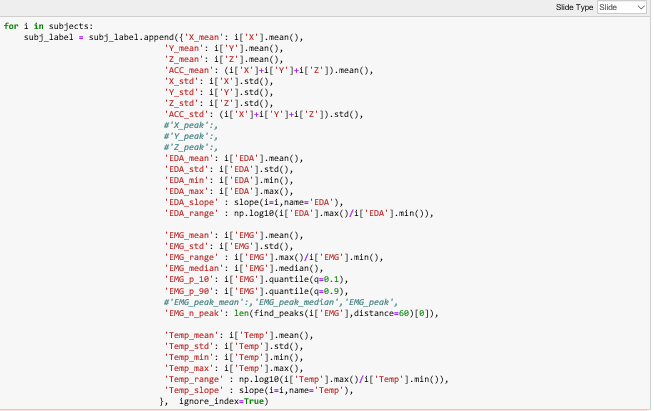 Slide Type Slide
for i in subjects:
    subj_label = subj_label.append({'X_mean': i['X'].mean(),
                               'Y_mean': i['Y'].mean(),
                               'Z_mean': i['Z'].mean(),
                               'ACC_mean': (i['X']+i['Y']+i['Z']).mean(),
                               'X_std': i['X'].std(),
                               'Y_std': i['Y'].std(),
                               'Z_std': i['Z'].std(),
                               'ACC_std': (i['X']+i['Y']+i['Z']).std(),
                               #'X_peak':,
                               #'Y_peak':,
                               #'Z_peak':,
                               'EDA_mean': i['EDA'].mean(),
                               'EDA_std': i['EDA'].std(),
                               'EDA_min': i['EDA'].min(),
                               'EDA_max': i['EDA'].max(),
                               'EDA_slope' : slope(i=i,name='EDA'),
                               'EDA_range' : np.log10(i['EDA'].max()/i['EDA'].min()),

                               'EMG_mean': i['EMG'].mean(),
                               'EMG_std': i['EMG'].std(),
                               'EMG_range' : i['EMG'].max()/i['EMG'].min(),
                               'EMG_median': i['EMG'].median(),
                               'EMG_p_10': i['EMG'].quantile(q=0.1),
                               'EMG_p_90': i['EMG'].quantile(q=0.9),
                               #'EMG_peak_mean':,'EMG_peak_median','EMG_peak',
                               'EMG_n_peak': len(find_peaks(i['EMG'],distance=60)[0]),

                               'Temp_mean': i['Temp'].mean(),
                               'Temp_std': i['Temp'].std(),
                               'Temp_min': i['Temp'].min(),
                               'Temp_max': i['Temp'].max(),
                               'Temp_range' : np.log10(i['Temp'].max()/i['Temp'].min()),
                               'Temp_slope' : slope(i=i,name='Temp'),
                              },  ignore_index=True)